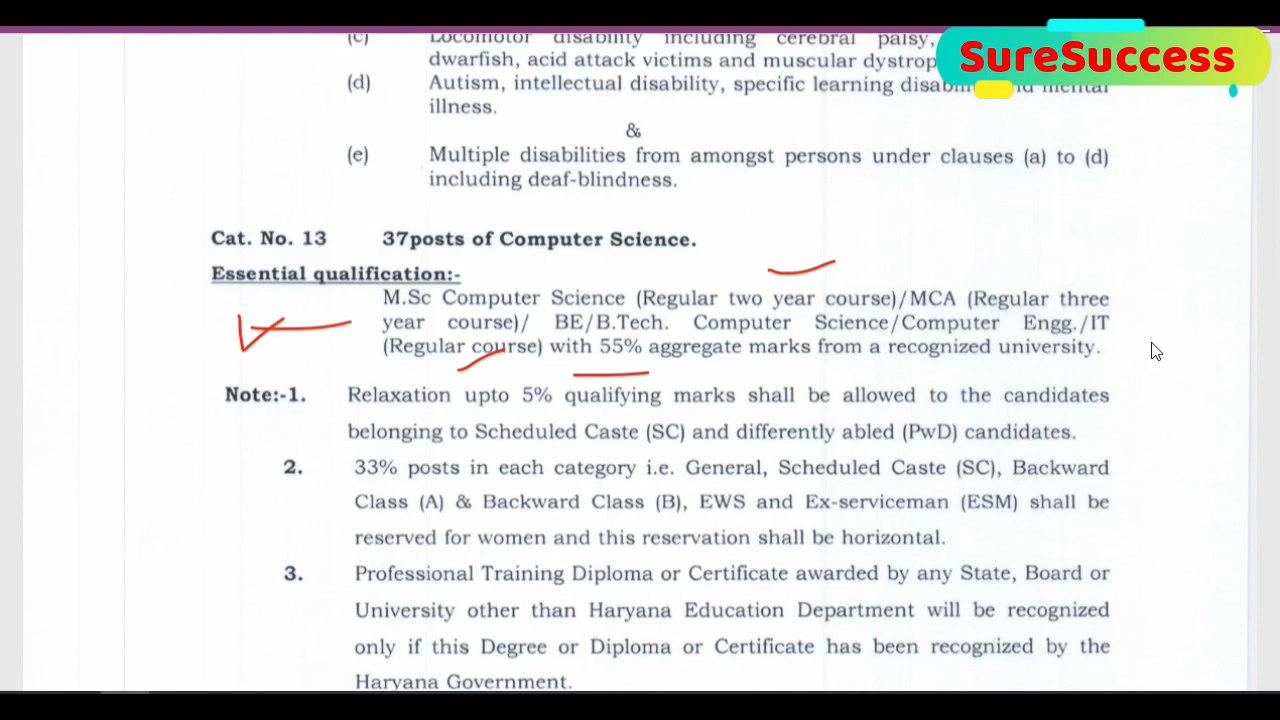 (c) Locomotor disability including cerebral palsy,
dwarfish, acid attack victims and muscular
SureSuccess
(d) Autism, intellectual disability, specific learning mental
illness.
&
(e) Multiple disabilities from amongst persons under clauses (a) to (d)
including deaf-blindness.
Cat. No. 13 37posts of Computer Science.
Essential qualification:-
M.Sc Computer Science (Regular two year course)/MCA (Regular three
year course)/ BE/B.Tech. Computer Science/Computer Engg./IT
(Regular course) with 55% aggregate marks from a recognized university.
Note:-1. Relaxation upto 5% qualifying marks shall be allowed to the candidates
belonging to Scheduled Caste (SC) and differently abled (PwD) candidates.
2. 33% posts in each category i.e. General, Scheduled Caste (SC), Backward
Class (A) & Backward Class (B), EWS and Ex-serviceman (ESM) shall be
reserved for women and this reservation shall be horizontal.
3. Professional Training Diploma or Certificate awarded by any State, Board or
University other than Haryana Education Department will be recognized
only if this Degree or Diploma or Certificate has been recognized by the
Haryana Government.